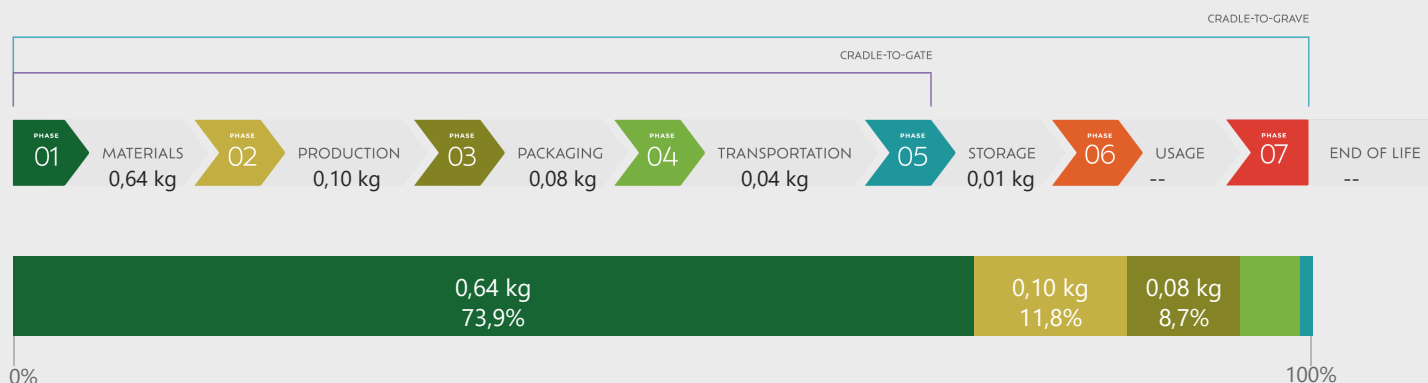 CRADLE-TO-GRAVE
CRADLE-TO-GATE
PHASE
01
MATERIALS
0,64 kg
PHASE
02
PRODUCTION
0,10 kg
PHASE
03
PACKAGING
0,08 kg
PHASE
04
TRANSPORTATION
0,04 kg
PHASE
05
STORAGE
0,01 kg
PHASE
06
USAGE
--
PHASE
07
END OF LIFE
--
0,64 kg
73,9%
0,10 kg
11,8%
0,08 kg
8,7%
0%
100%